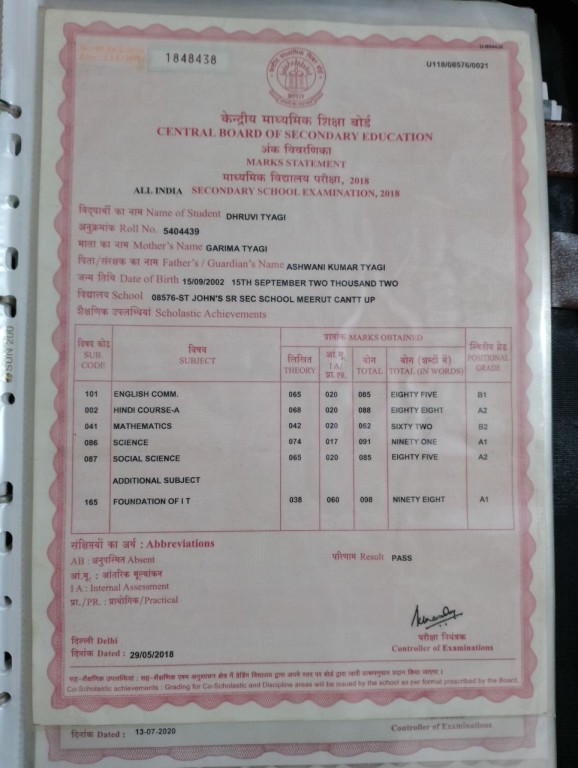 1848438
U118/08576/0021
केन्द्रीय माध्यमिक शिक्षा बोर्ड
CENTRAL BOARD OF SECONDARY EDUCATION
अंक विवरणिका
MARKS STATEMENT
माध्यमिक विद्यालय परीक्षा, 2018
ALL INDIA SECONDARY SCHOOL EXAMINATION, 2018
विद्यार्थी का नाम Name of Student DHRUVI TYAGI
अनुक्रमांक Roll No. 5404439
माता का नाम Mother's Name GARIMA TYAGI
पिता/संरक्षक का नाम Father's / Guardian's Name ASHWANI KUMAR TYAGI
जन्म तिथि Date of Birth 15/09/2002 15TH SEPTEMBER TWO THOUSAND TWO
विद्यालय School 08576-ST JOHN'S SR SEC SCHOOL MEERUT CANTT UP
शैक्षणिक उपलब्धियां Scholastic Achievements
विषय कोड SUB. CODE
विषय SUBJECT
प्राप्तांक MARKS OBTAINED
लिखित THEORY
आं.मू. I A/ प्रा. PR.
योग TOTAL
योग (शब्दों में) TOTAL (IN WORDS)
स्थितीय ग्रेड POSITIONAL GRADE
101 ENGLISH COMM. 065 020 085 EIGHTY FIVE B1
002 HINDI COURSE-A 068 020 088 EIGHTY EIGHT A2
041 MATHEMATICS 042 020 062 SIXTY TWO B2
086 SCIENCE 074 017 091 NINETY ONE A1
087 SOCIAL SCIENCE 065 020 085 EIGHTY FIVE A2
ADDITIONAL SUBJECT
165 FOUNDATION OF I T 038 060 098 NINETY EIGHT A1
संक्षिप्तियों का अर्थ : Abbreviations
AB : अनुपस्थित Absent
परिणाम Result PASS
आं.मू. : आंतरिक मूल्यांकन
I A : Internal Assessment
प्रा./PR. : प्रायोगिक/Practical
दिल्ली Delhi
परीक्षा नियंत्रक
दिनांक Dated : 29/05/2018
Controller of Examinations
Co-Scholastic achievements : Grading for Co-Scholastic and Discipline areas will be issued by the school as per format prescribed by the Board.
दिनांक Dated : 13-07-2020
Controller of Examinations